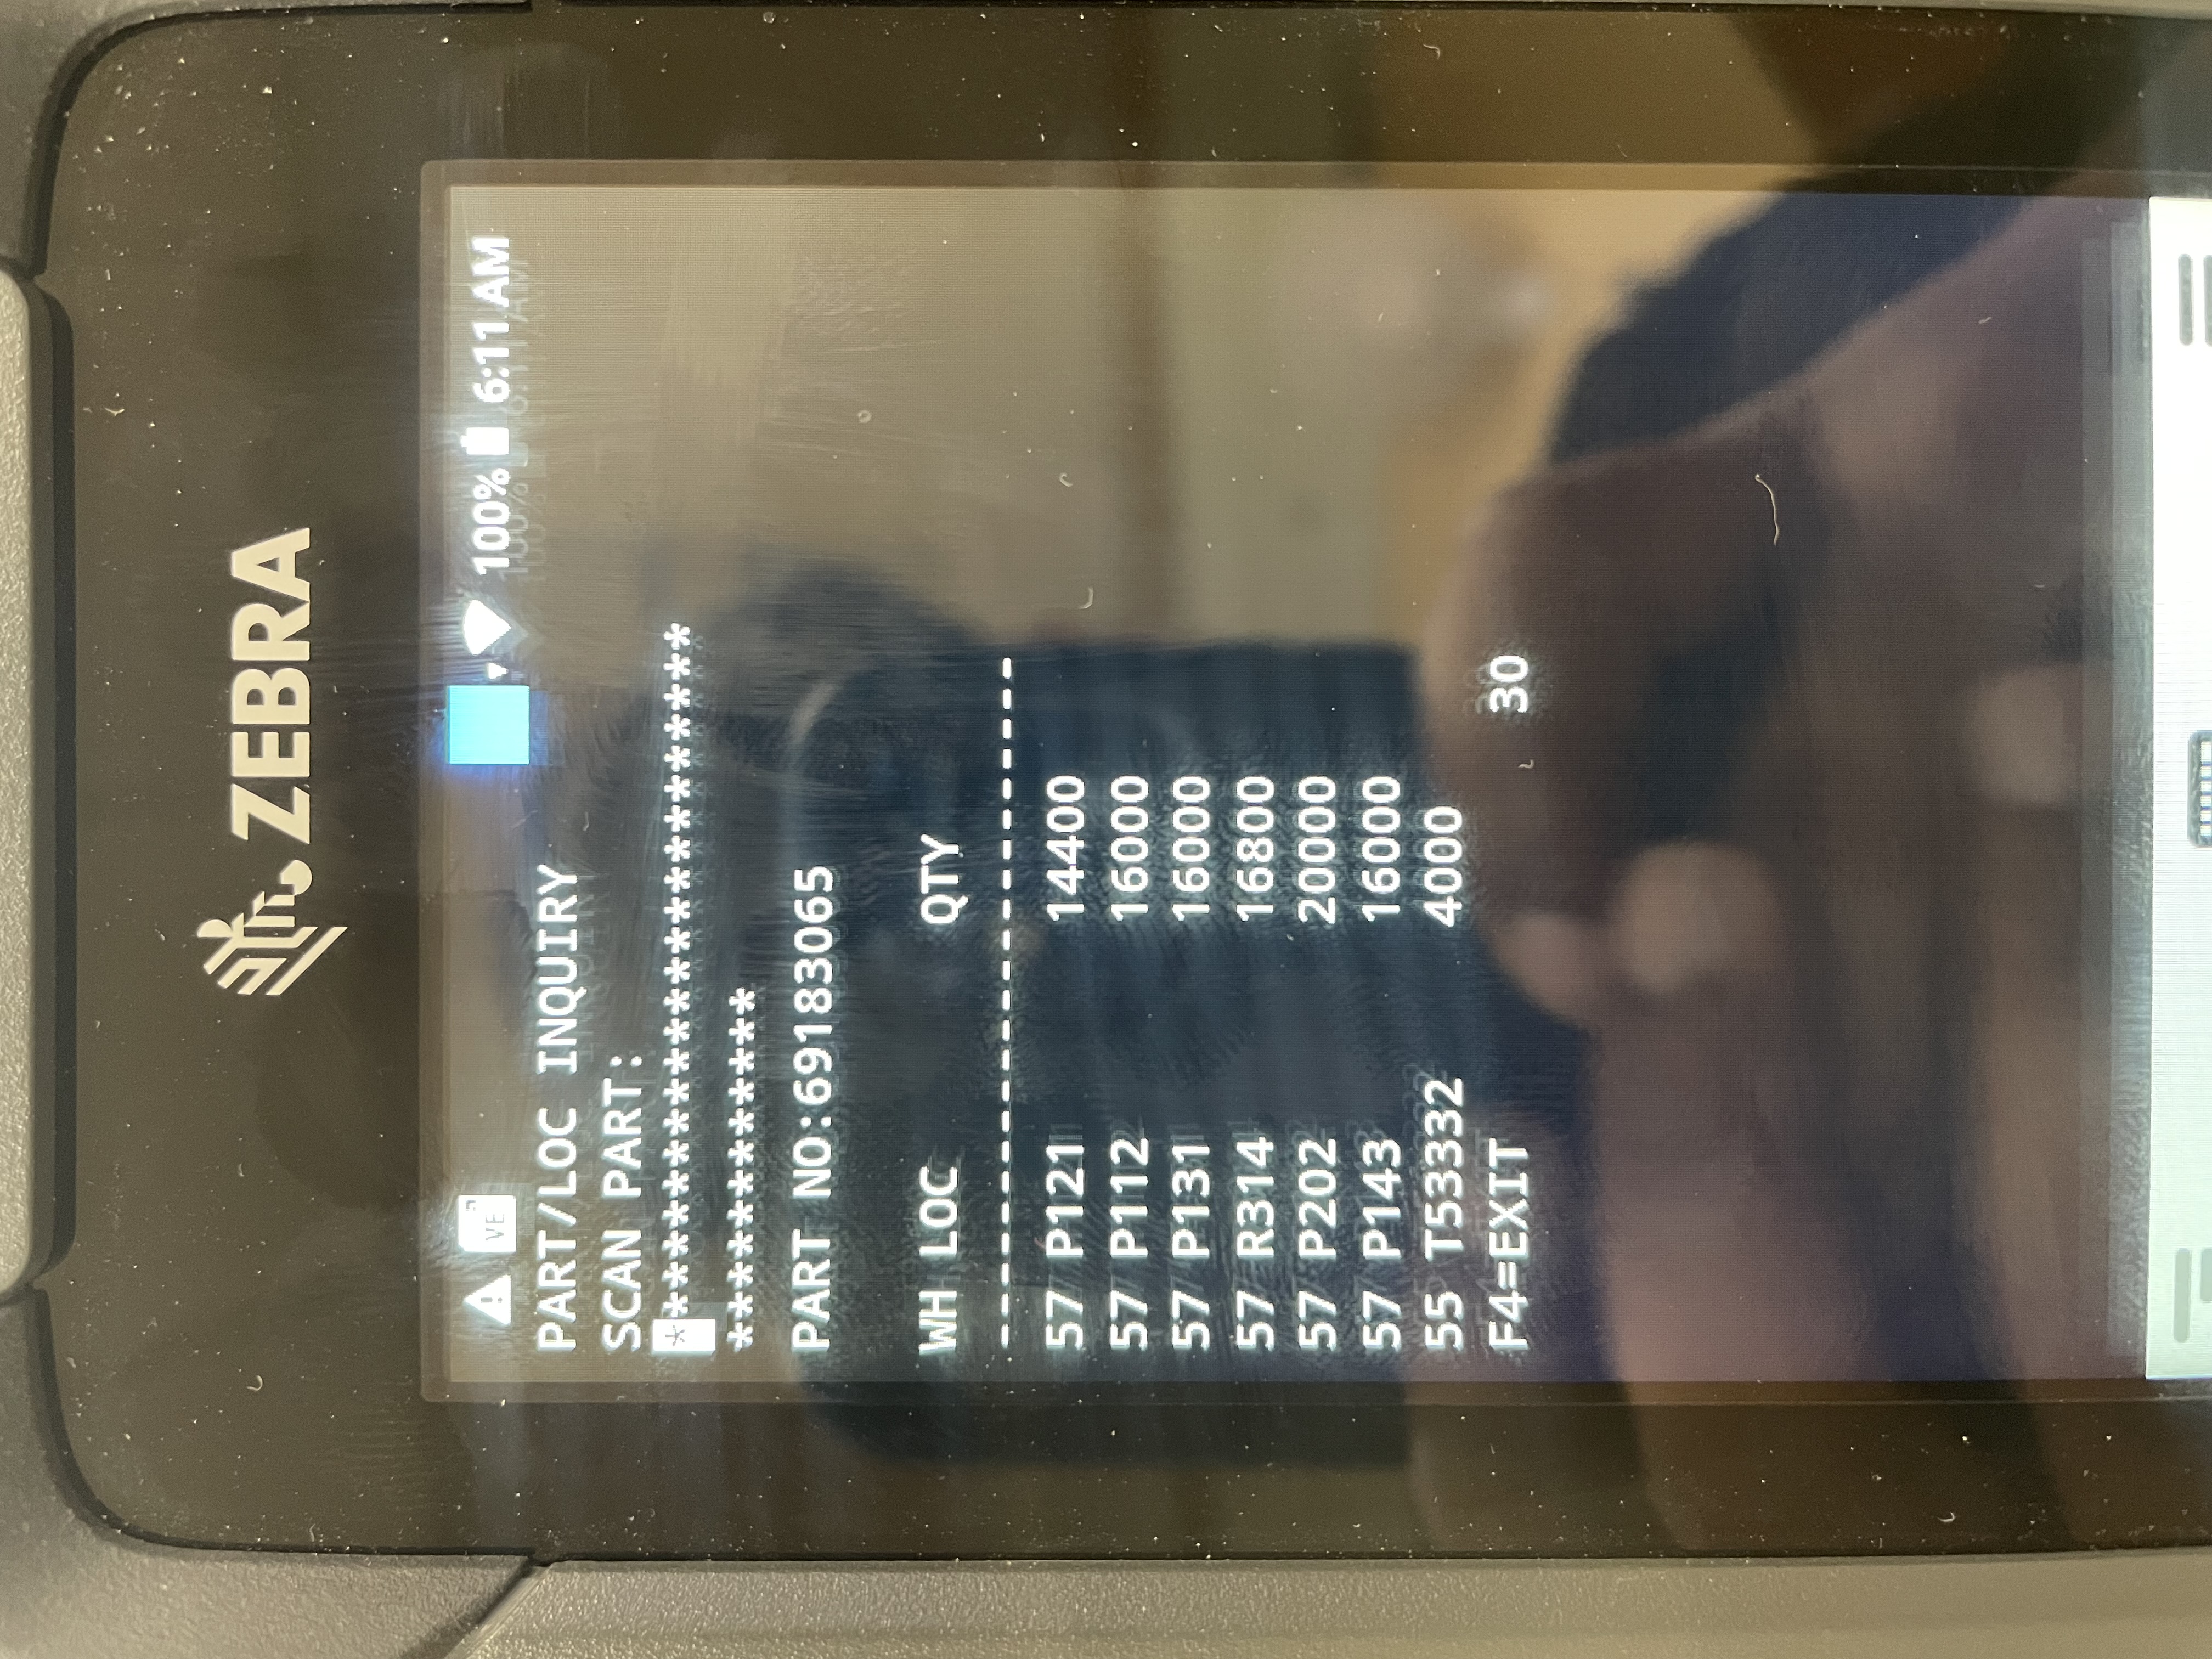 ZEBRA
VE 100% 6:11 AM
PART/LOC INQUIRY
SCAN PART:
************************
************
PART NO:69183065
WH LOC QTY
-----------------------
57 P121 14400
57 P112 16000
57 P131 16000
57 R314 16800
57 P202 20000
57 P143 16000
55 T53332 4000
F4=EXIT 30